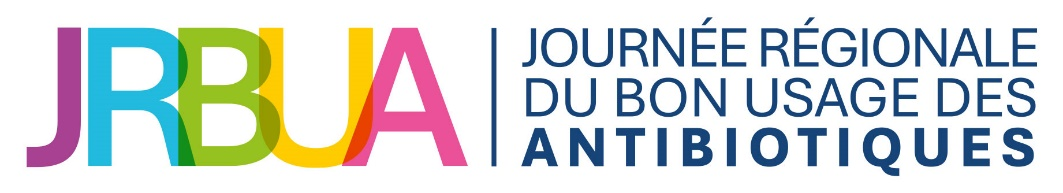 JRBUA
JOURNÉE RÉGIONALE
DU BON USAGE DES
ANTIBIOTIQUES